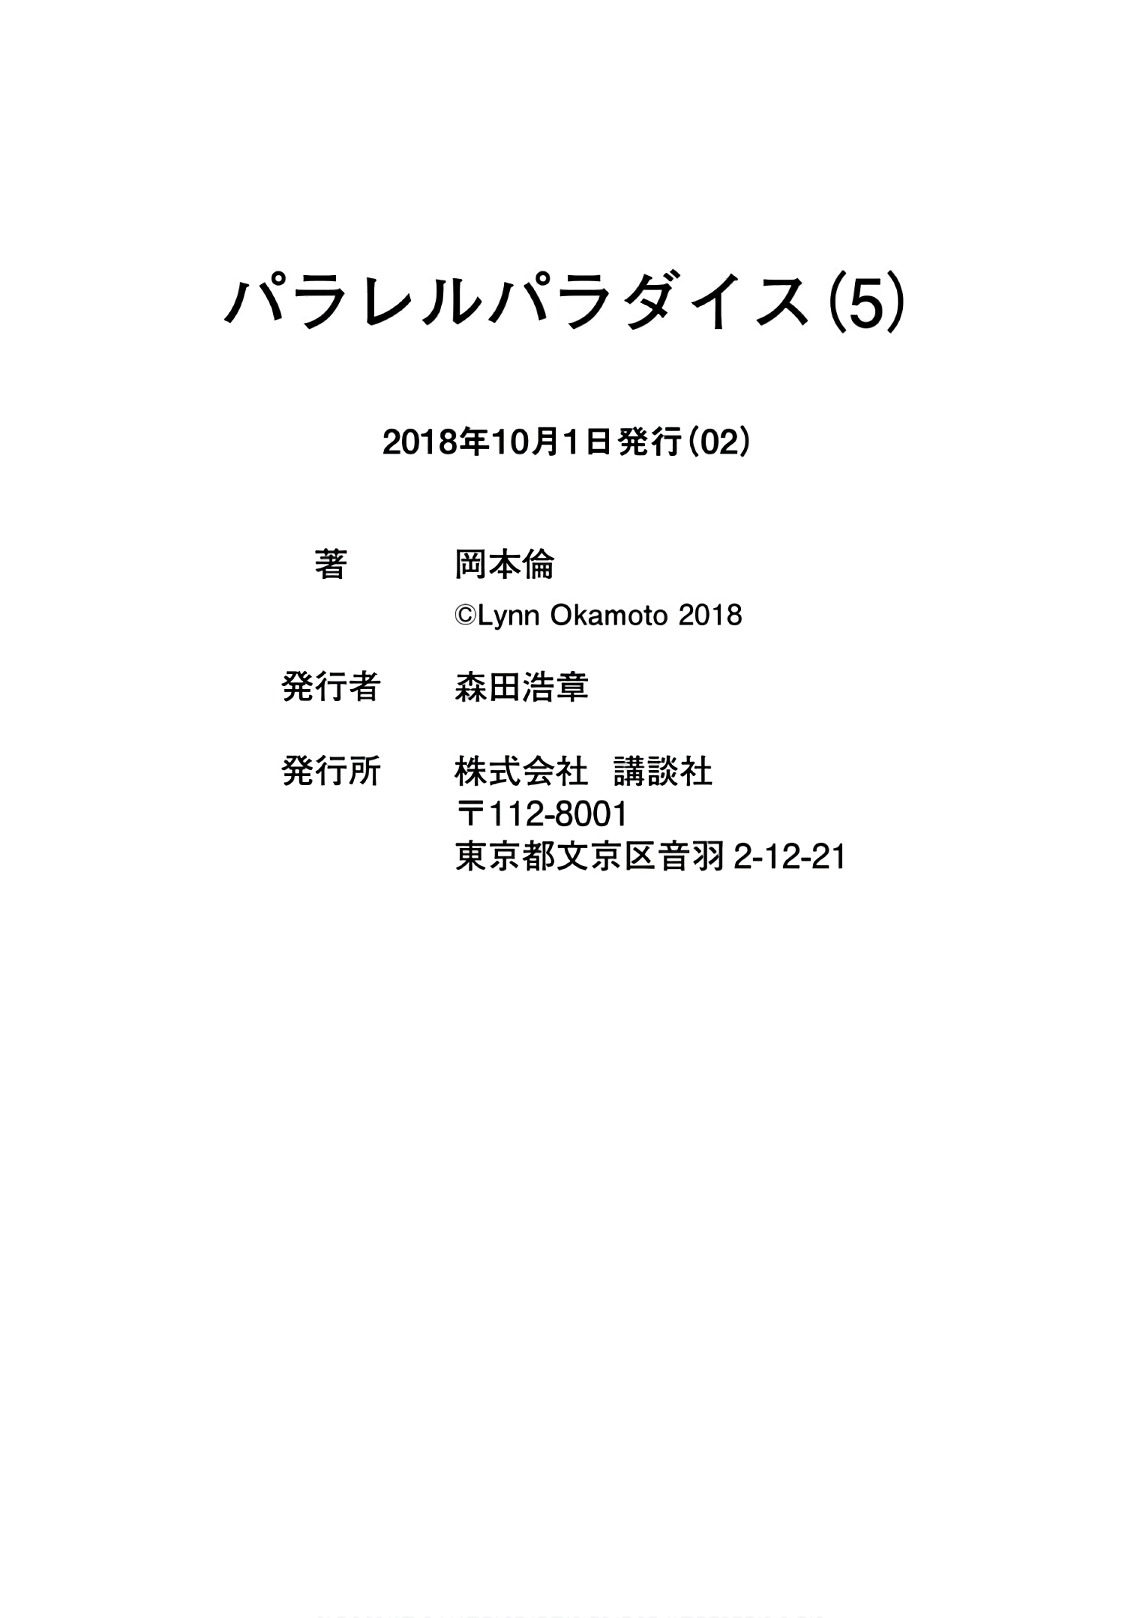 パラレルパラダイス(5)
2018年10月1日発行(02)
著 岡本倫
©Lynn Okamoto 2018
発行者 森田浩章
発行所 株式会社 講談社
〒112-8001
東京都文京区音羽 2-12-21